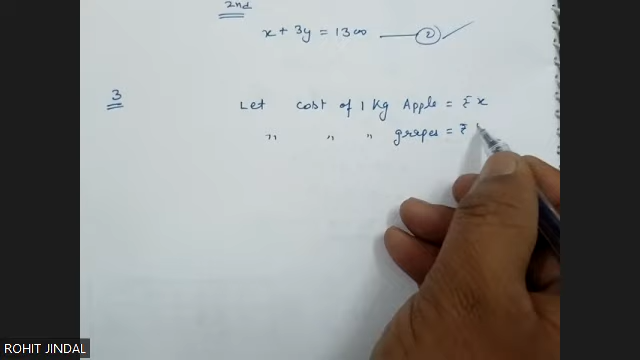 2nd
x + 3y = 1300 — ②
3
Let cost of 1 Kg Apple = ₹ x
" " " grapes = ₹
ROHIT JINDAL